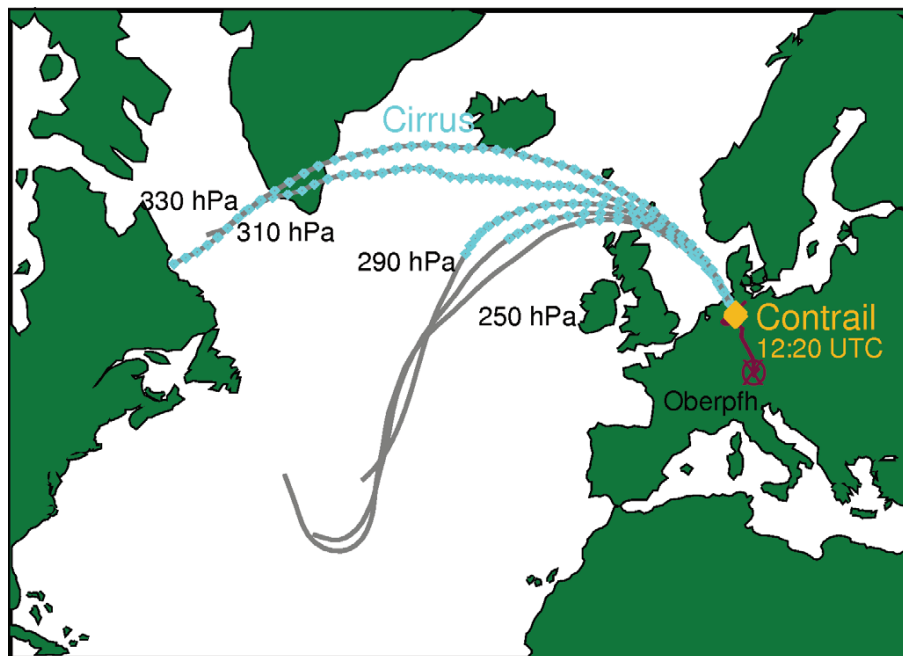 Cirrus
330 hPa
310 hPa
290 hPa
250 hPa
Contrail
12:20 UTC
Oberpfh.